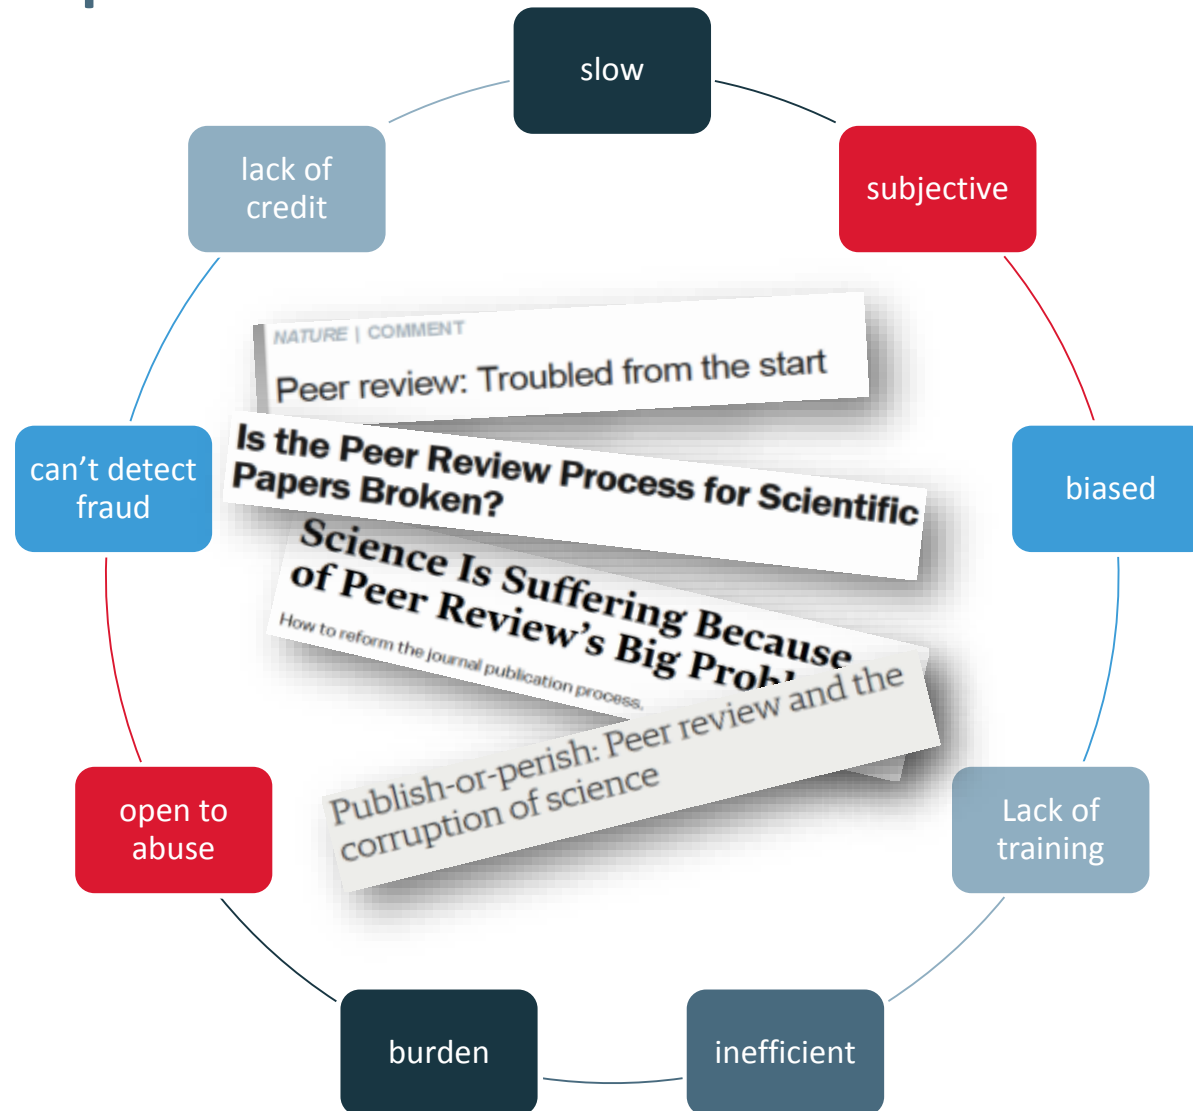 slow
subjective
biased
Lack of
training
inefficient
burden
open to
abuse
can't detect
fraud
lack of
credit
NATURE | COMMENT
Peer review: Troubled from the start
Is the Peer Review Process for Scientific
Papers Broken?
Science Is Suffering Because
of Peer Review's Big
How to reform the journal publication process.
Publish-or-perish: Peer review and the
corruption of science